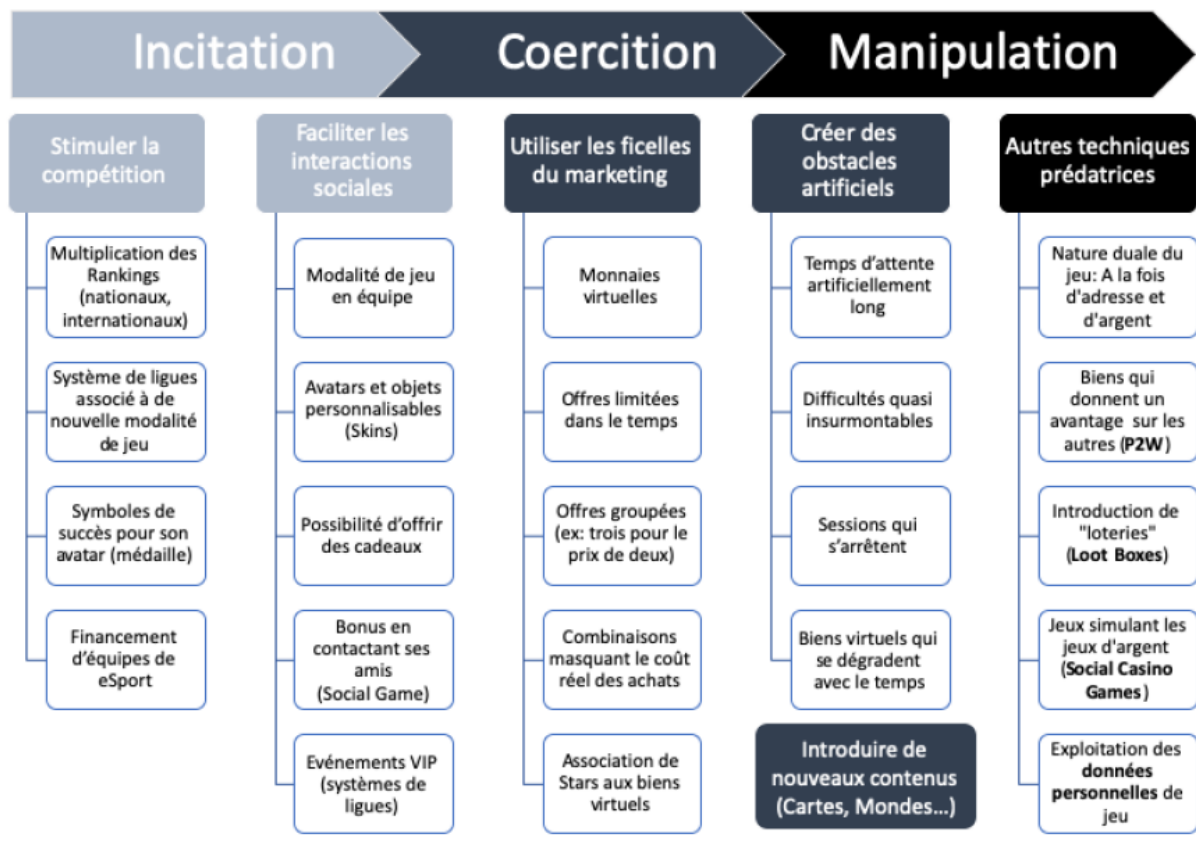 Incitation
Coercition
Manipulation
Stimuler la
compétition
Multiplication des
Rankings
(nationaux,
internationaux)
Système de ligues
associé à de
nouvelle modalité
de jeu
Symboles de
succès pour son
avatar (médaille)
Financement
d'équipes de
eSport
Faciliter les
interactions
sociales
Modalité de jeu
en équipe
Avatars et objets
personnalisables
(Skins)
Possibilité d'offrir
des cadeaux
Bonus en
contactant ses
amis
(Social Game)
Evénements VIP
(systèmes de
ligues)
Utiliser les ficelles
du marketing
Monnaies
virtuelles
Offres limitées
dans le temps
Offres groupées
(ex: trois pour le
prix de deux)
Combinaisons
masquant le coût
réel des achats
Association de
Stars aux biens
virtuels
Créer des
obstacles
artificiels
Temps d'attente
artificiellement
long
Difficultés quasi
insurmontables
Sessions qui
s'arrêtent
Biens virtuels qui
se dégradent
avec le temps
Introduire de
nouveaux contenus
(Cartes, Mondes...)
Autres techniques
prédatrices
Nature duale du
jeu: A la fois
d'adresse et
d'argent
Biens qui
donnent un
avantage sur les
autres (P2W)
Introduction de
"loteries"
(Loot Boxes)
Jeux simulant les
jeux d'argent
(Social Casino
Games)
Exploitation des
données
personnelles de
jeu